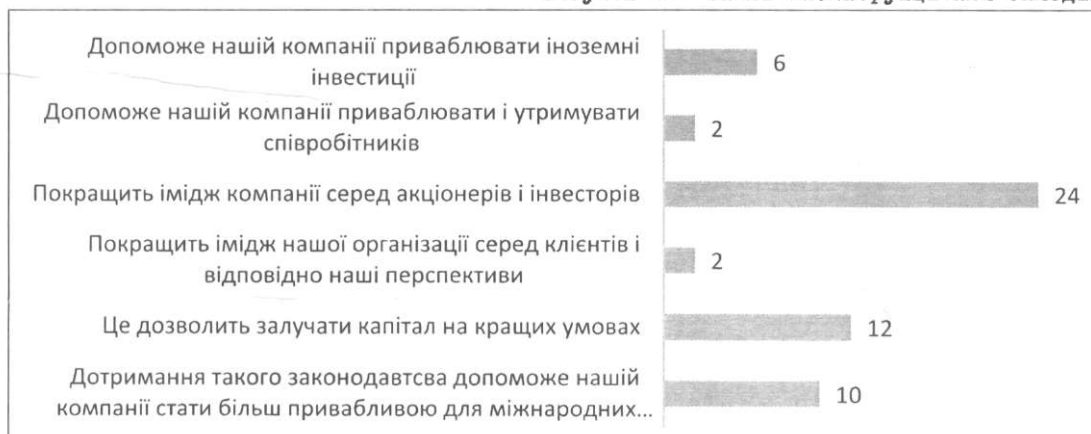 Допоможе нашій компанії приваблювати іноземні
інвестиції
6
Допоможе нашій компанії приваблювати і утримувати
співробітників
2
Покращить імідж компанії серед акціонерів і інвесторів
24
Покращить імідж нашої організації серед клієнтів і
відповідно наші перспективи
2
Це дозволить залучати капітал на кращих умовах
12
Дотримання такого законодавтсва допоможе нашій
компанії стати більш привабливою для міжнародних...
10